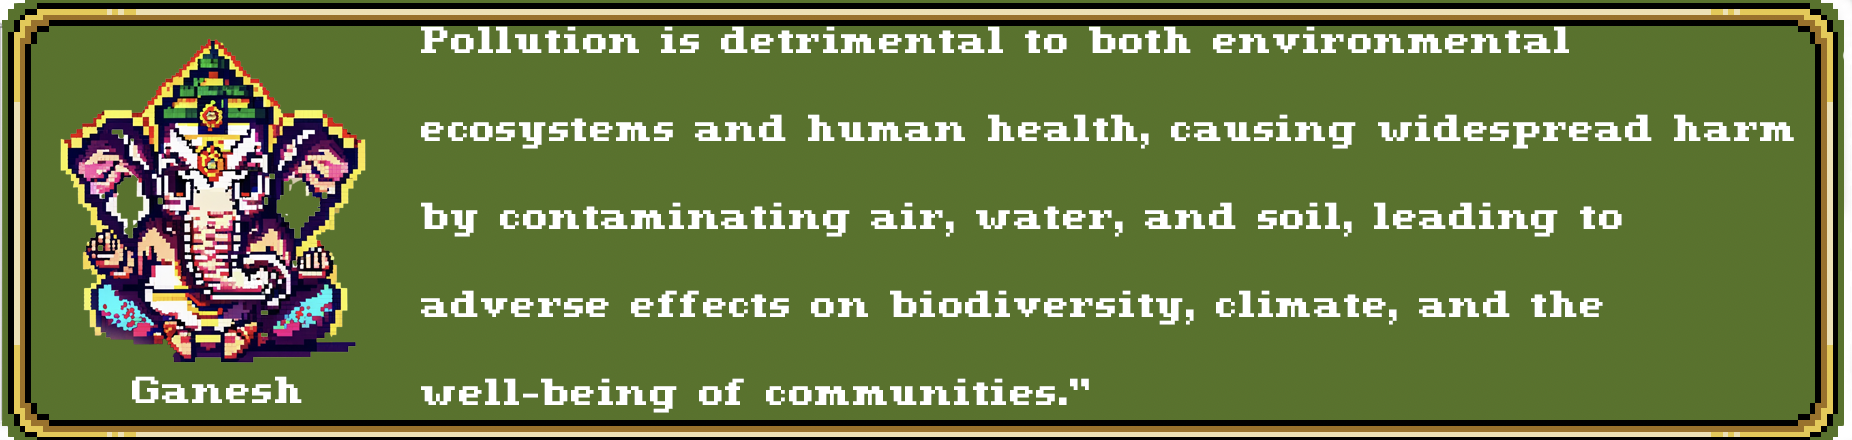 Pollution is detrimental to both environmental
ecosystems and human health, causing widespread harm
by contaminating air, water, and soil, leading to
adverse effects on biodiversity, climate, and the
well-being of communities."
Ganesh